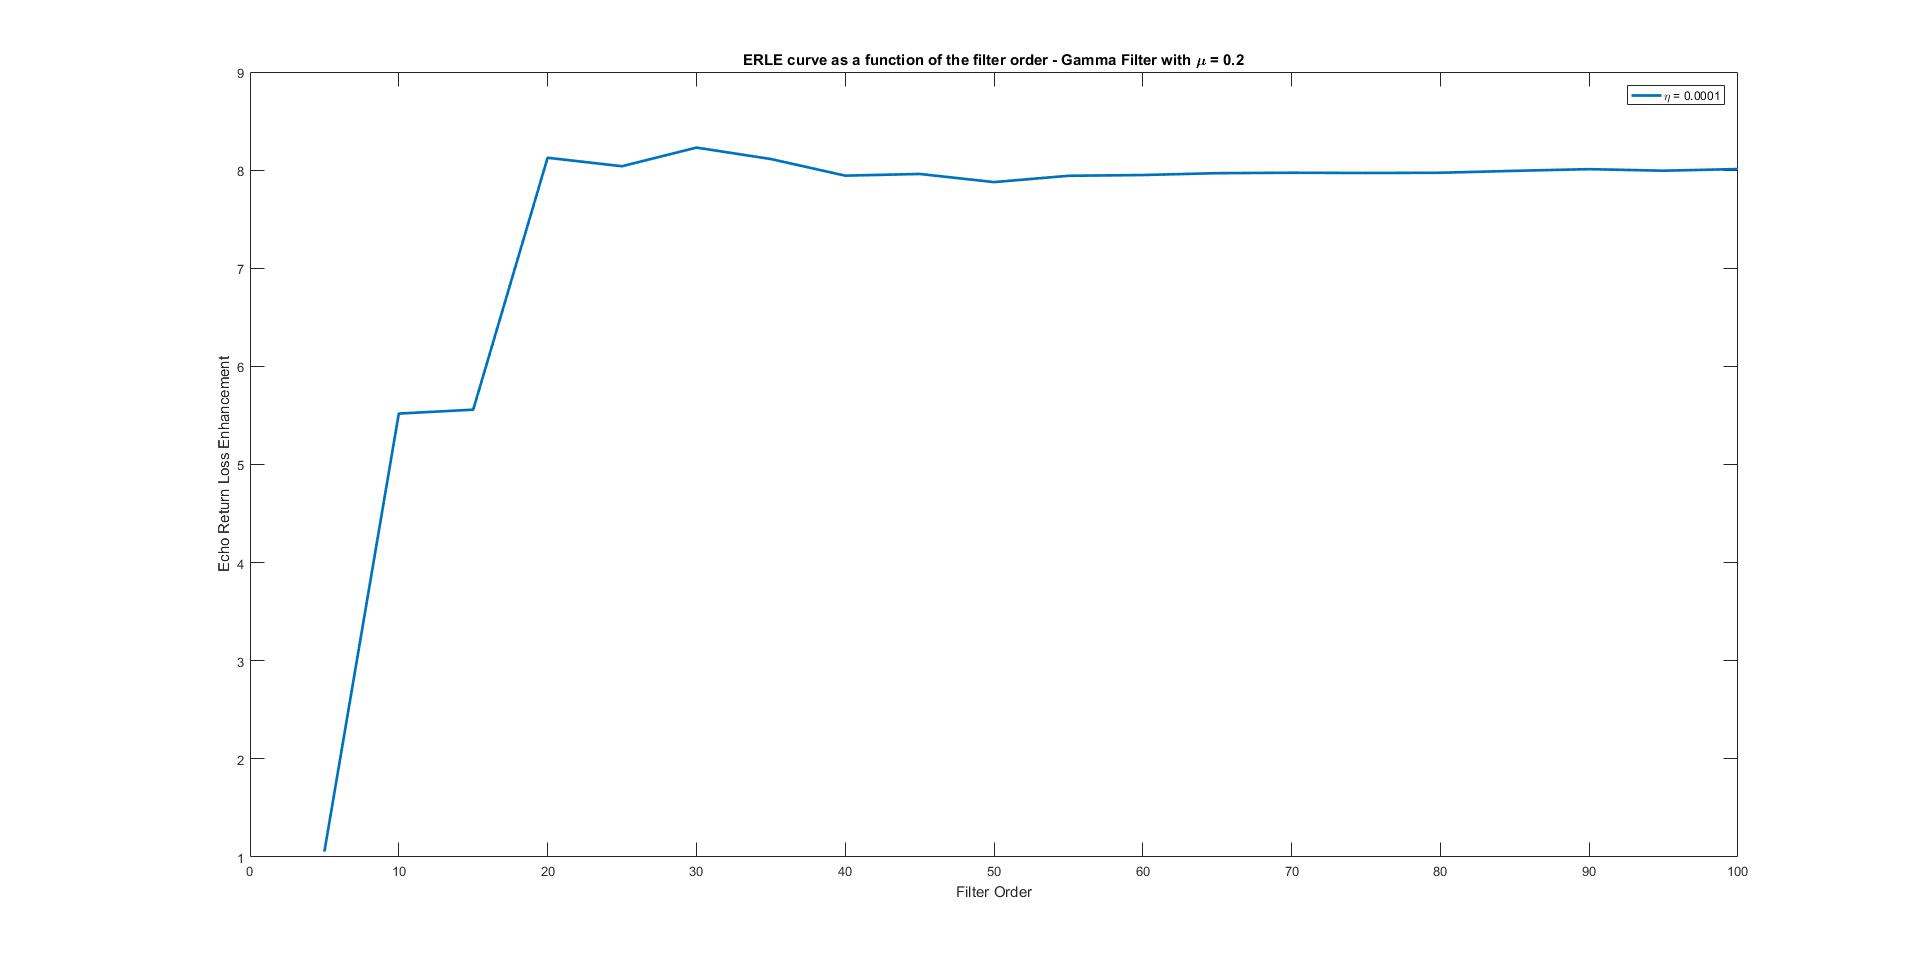 ERLE curve as a function of the filter order - Gamma Filter with μ = 0.2
9
8
7
6
5
4
3
2
1
Echo Return Loss Enhancement
η = 0.0001
0 10 20 30 40 50 60 70 80 90 100
Filter Order